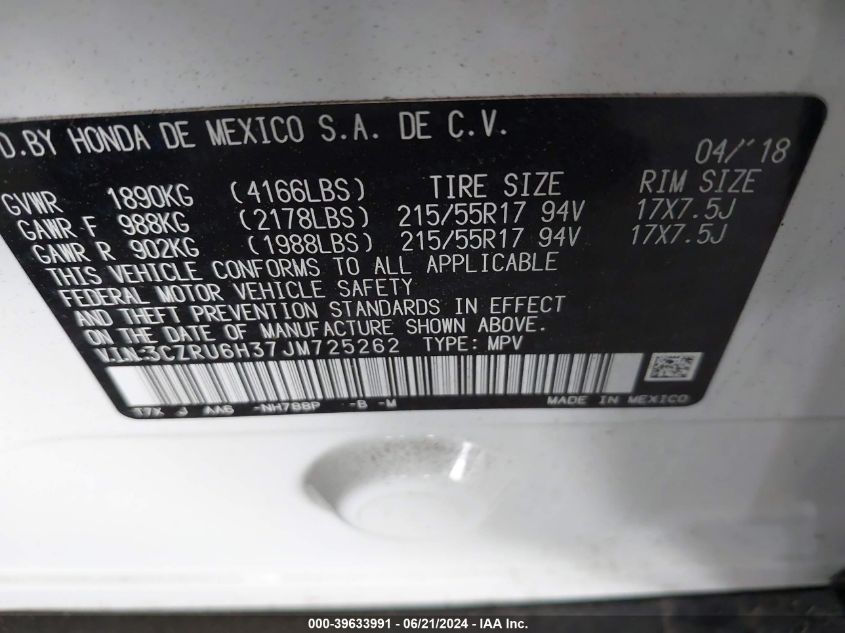 D.BY HONDA DE MEXICO S.A. DE C.V.
04/'18
GVWR 1890KG (4166LBS) TIRE SIZE RIM SIZE
GAWR F 988KG (2178LBS) 215/55R17 94V 17X7.5J
GAWR R 902KG (1988LBS) 215/55R17 94V 17X7.5J
THIS VEHICLE CONFORMS TO ALL APPLICABLE
FEDERAL MOTOR VEHICLE SAFETY
AND THEFT PREVENTION STANDARDS IN EFFECT
ON THE DATE OF MANUFACTURE SHOWN ABOVE.
V.I.N:3CZRU6H37JM725262 TYPE: MPV
T7X J AA6 -NH788P -B -M MADE IN MEXICO
000-39633991 - 06/21/2024 - IAA Inc.